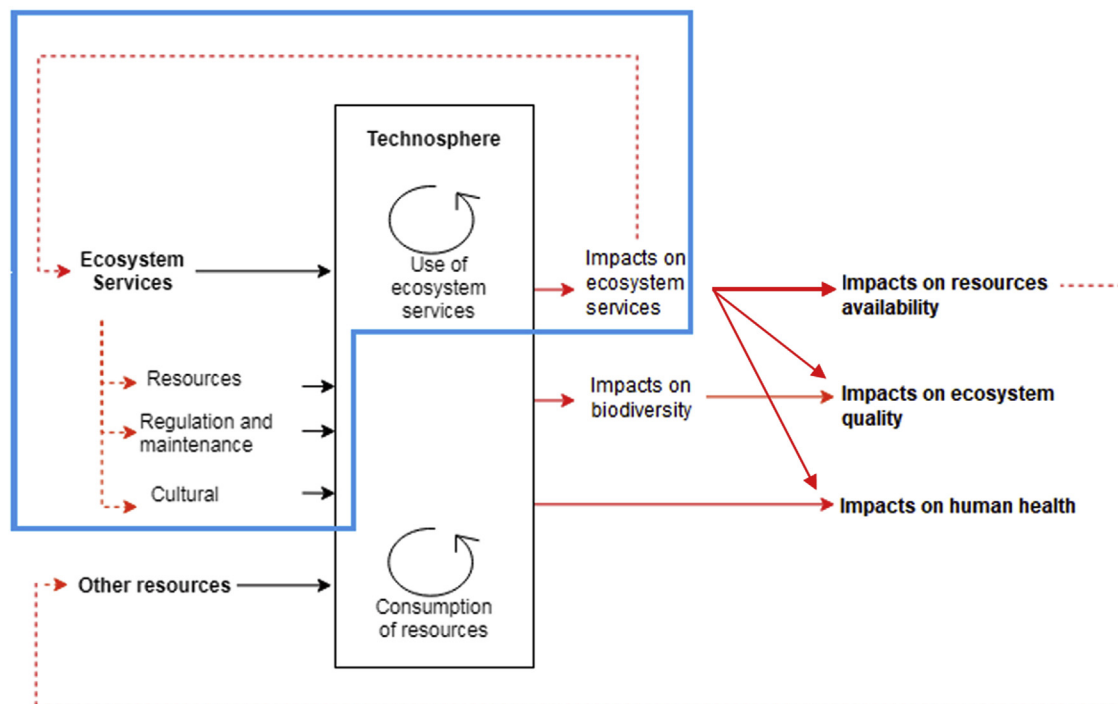 Technosphere
Ecosystem
Services
Use of
ecosystem
services
Impacts on
ecosystem
services
Impacts on resources
availability
Resources
Impacts on
biodiversity
Impacts on ecosystem
quality
Regulation and
maintenance
Cultural
Impacts on human health
Other resources
Consumption
of resources